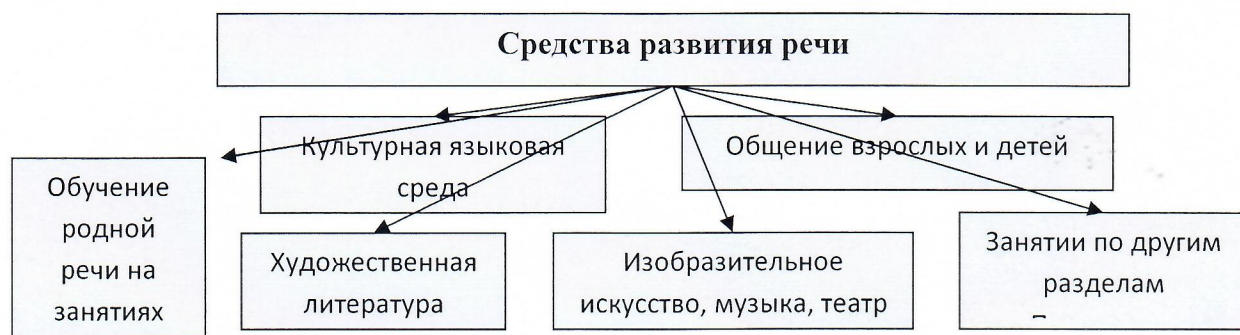 Средства развития речи
Культурная языковая
среда
Общение взрослых и детей
Обучение
родной
речи на
занятиях
Художественная
литература
Изобразительное
искусство, музыка, театр
Занятии по другим
разделам